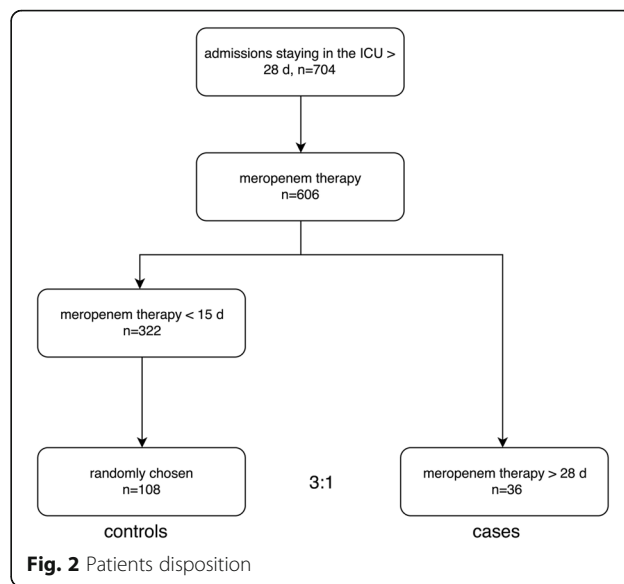 admissions staying in the ICU >
28 d, n=704
meropenem therapy
n=606
meropenem therapy < 15 d
n=322
randomly chosen
n=108
3:1
meropenem therapy > 28 d
n=36
controls
cases
Fig. 2 Patients disposition